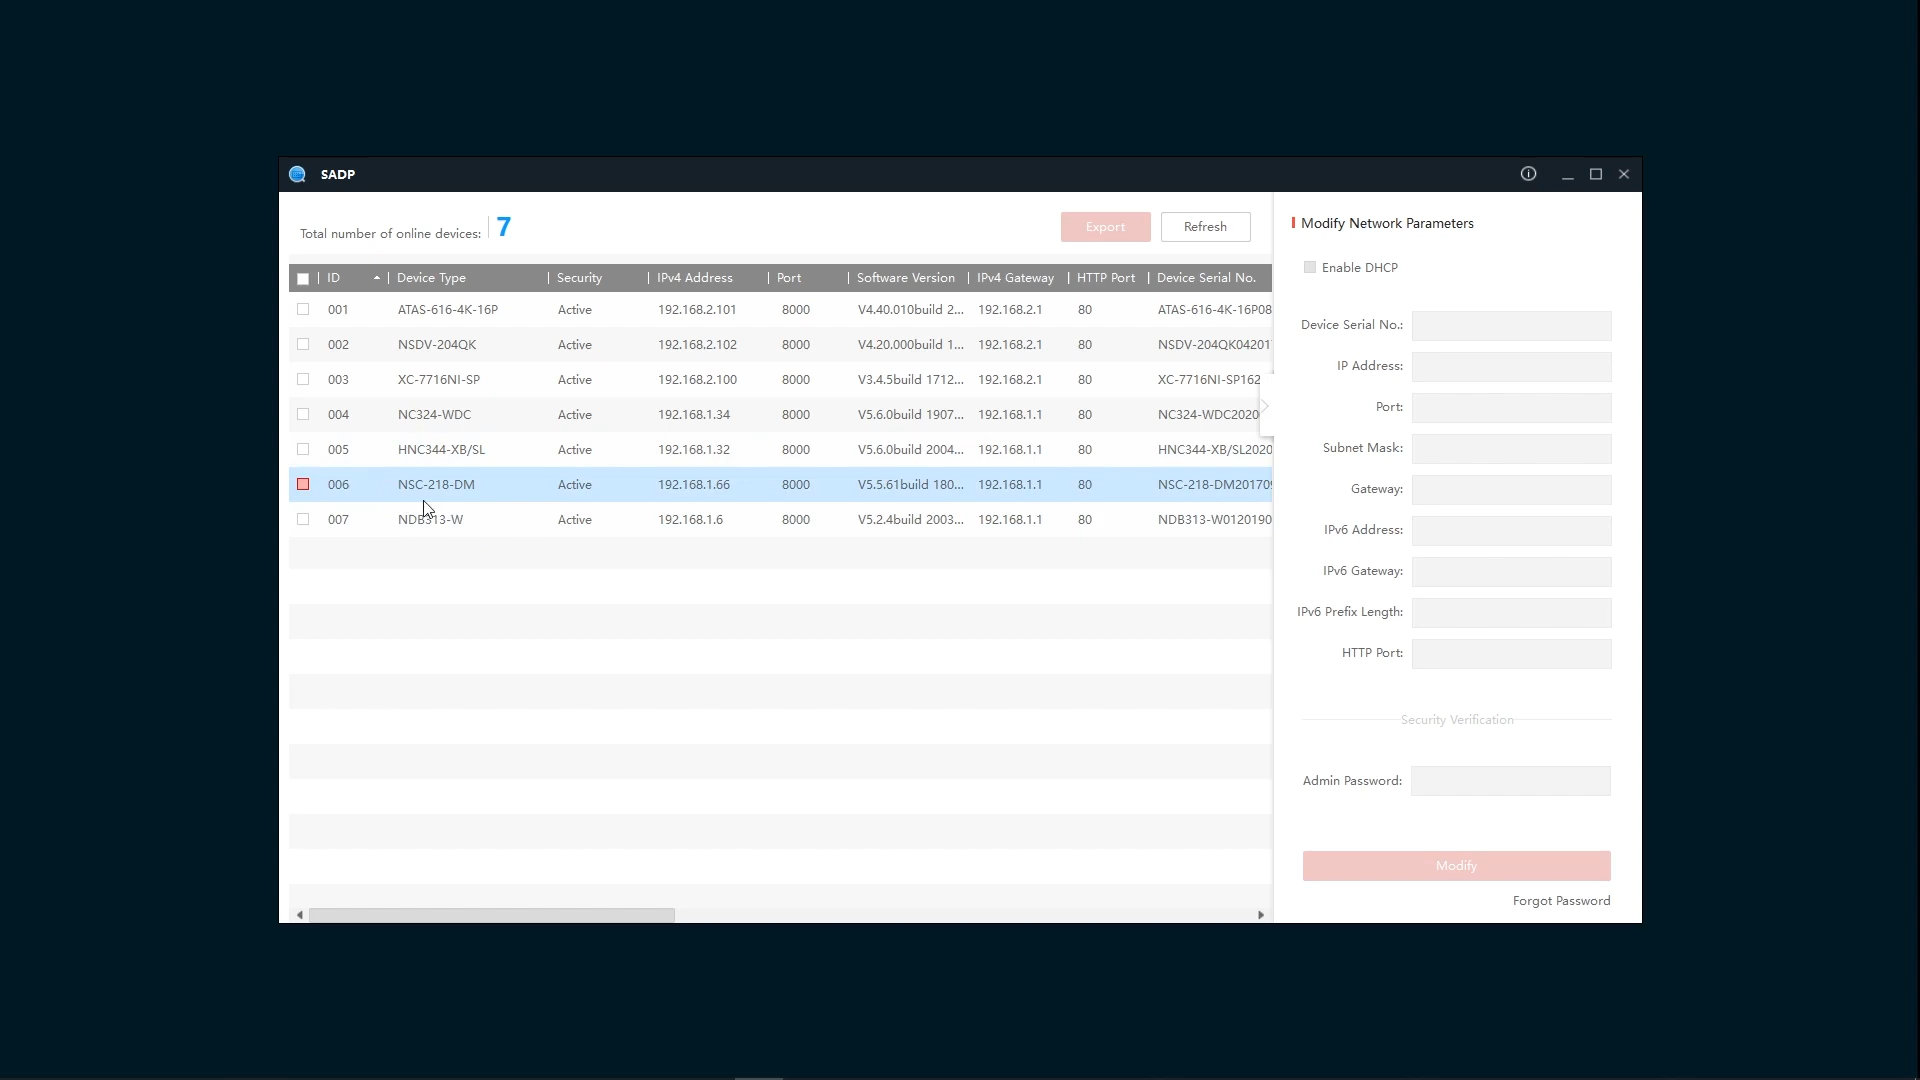 SADP
Total number of online devices: 7
Export Refresh
ID Device Type Security IPv4 Address Port Software Version IPv4 Gateway HTTP Port Device Serial No.
001 ATAS-616-4K-16P Active 192.168.2.101 8000 V4.40.010build 2... 192.168.2.1 80 ATAS-616-4K-16P08
002 NSDV-204QK Active 192.168.2.102 8000 V4.20.000build 1... 192.168.2.1 80 NSDV-204QK04201
003 XC-7716NI-SP Active 192.168.2.100 8000 V3.4.5build 1712... 192.168.2.1 80 XC-7716NI-SP162
004 NC324-WDC Active 192.168.1.34 8000 V5.6.0build 1907... 192.168.1.1 80 NC324-WDC2020
005 HNC344-XB/SL Active 192.168.1.32 8000 V5.6.0build 2004... 192.168.1.1 80 HNC344-XB/SL2020
006 NSC-218-DM Active 192.168.1.66 8000 V5.5.61build 180... 192.168.1.1 80 NSC-218-DM20170
007 NDB313-W Active 192.168.1.6 8000 V5.2.4build 2003... 192.168.1.1 80 NDB313-W0120190
Modify Network Parameters
Enable DHCP
Device Serial No.:
IP Address:
Port:
Subnet Mask:
Gateway:
IPv6 Address:
IPv6 Gateway:
IPv6 Prefix Length:
HTTP Port:
Security Verification
Admin Password:
Modify
Forgot Password